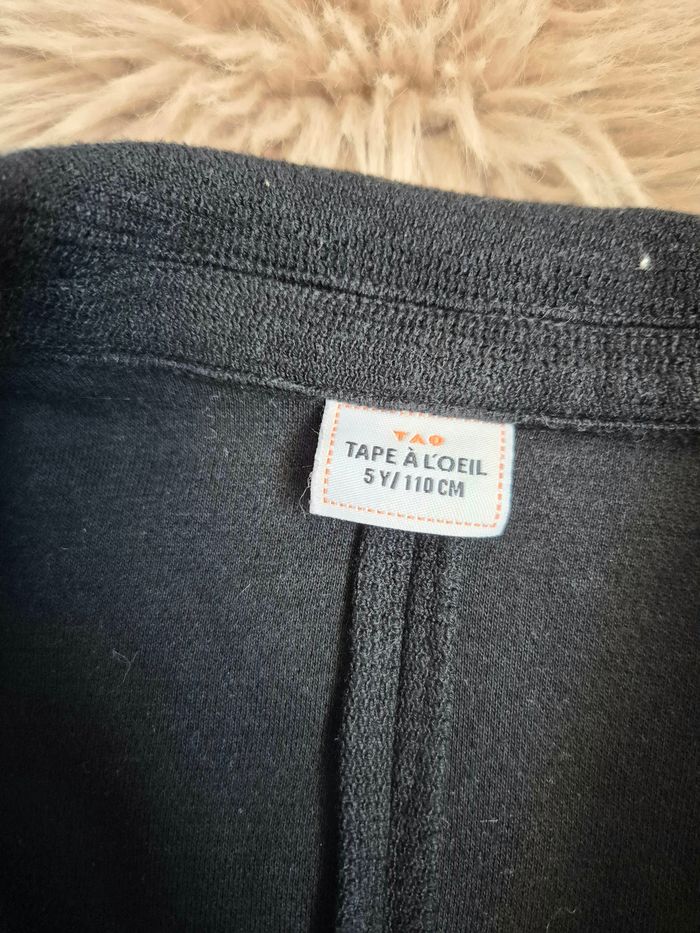 TAO
TAPE À L'OEIL
5 Y/ 110 CM